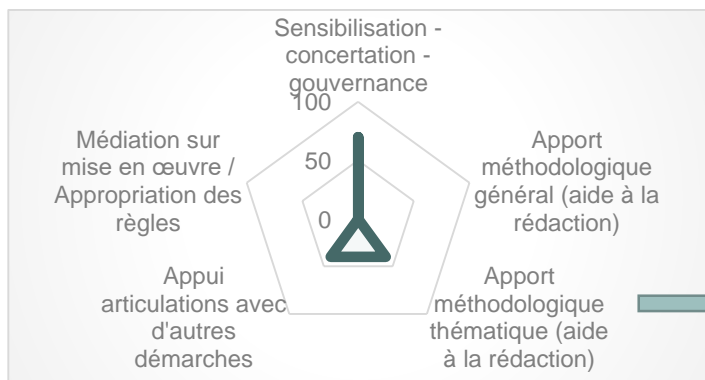 Sensibilisation -
concertation -
gouvernance
100
50
0
Médiation sur
mise en œuvre /
Appropriation des
règles
Apport
méthodologique
général (aide à la
rédaction)
Appui
articulations avec
d'autres
démarches
Apport
méthodologique
thématique (aide
à la rédaction)